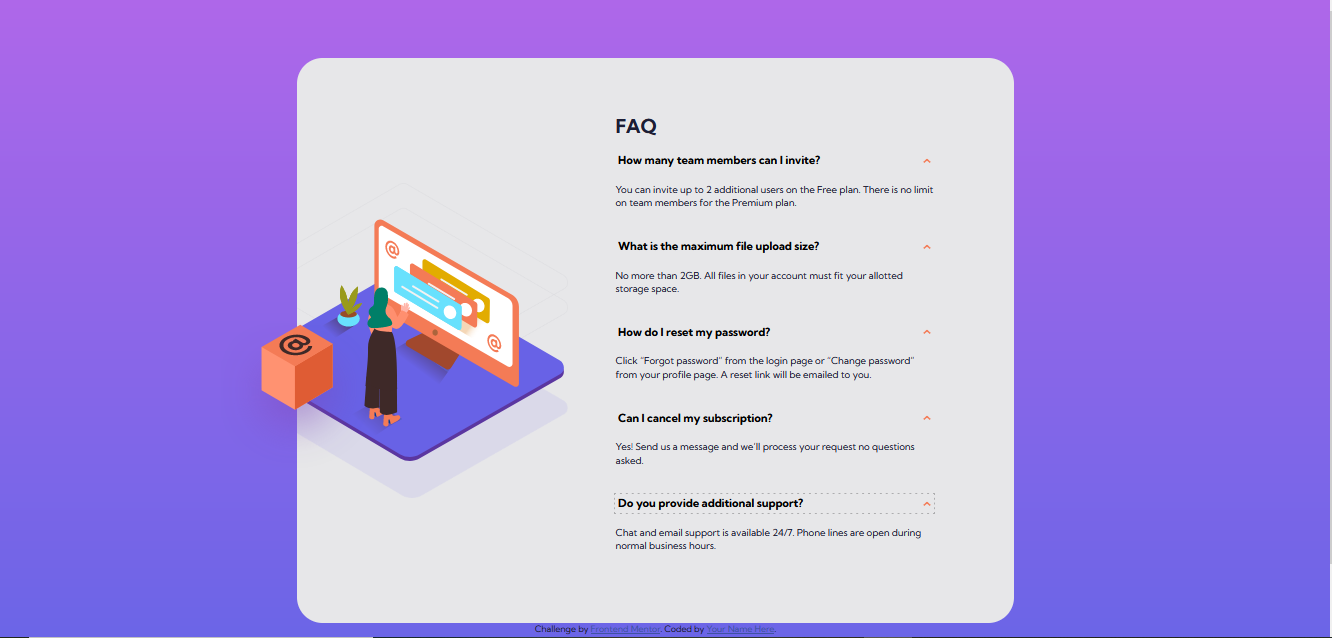 FAQ
How many team members can I invite?
You can invite up to 2 additional users on the Free plan. There is no limit
on team members for the Premium plan.
What is the maximum file upload size?
No more than 2GB. All files in your account must fit your allotted
storage space.
How do I reset my password?
Click “Forgot password” from the login page or “Change password”
from your profile page. A reset link will be emailed to you.
Can I cancel my subscription?
Yes! Send us a message and we’ll process your request no questions
asked.
Do you provide additional support?
Chat and email support is available 24/7. Phone lines are open during
normal business hours.
Challenge by Frontend Mentor. Coded by Your Name Here.
@
@
@